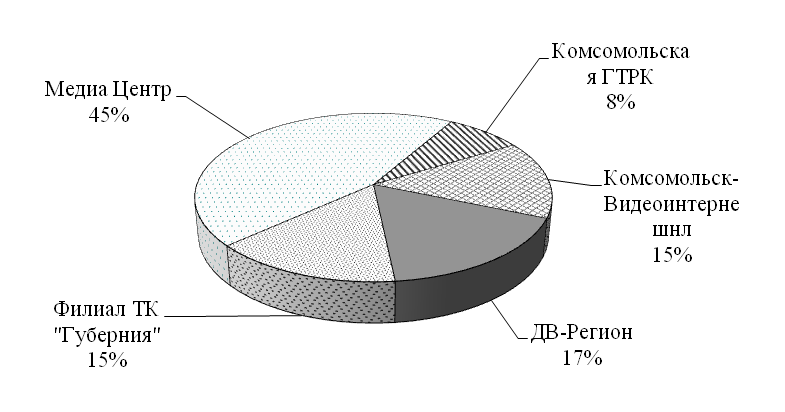 Комсомольска
я ГТРК
8%
Медиа Центр
45%
Комсомольск-
Видеоинтерне
шнл
15%
Филиал ТК
"Губерния"
15%
ДВ-Регион
17%